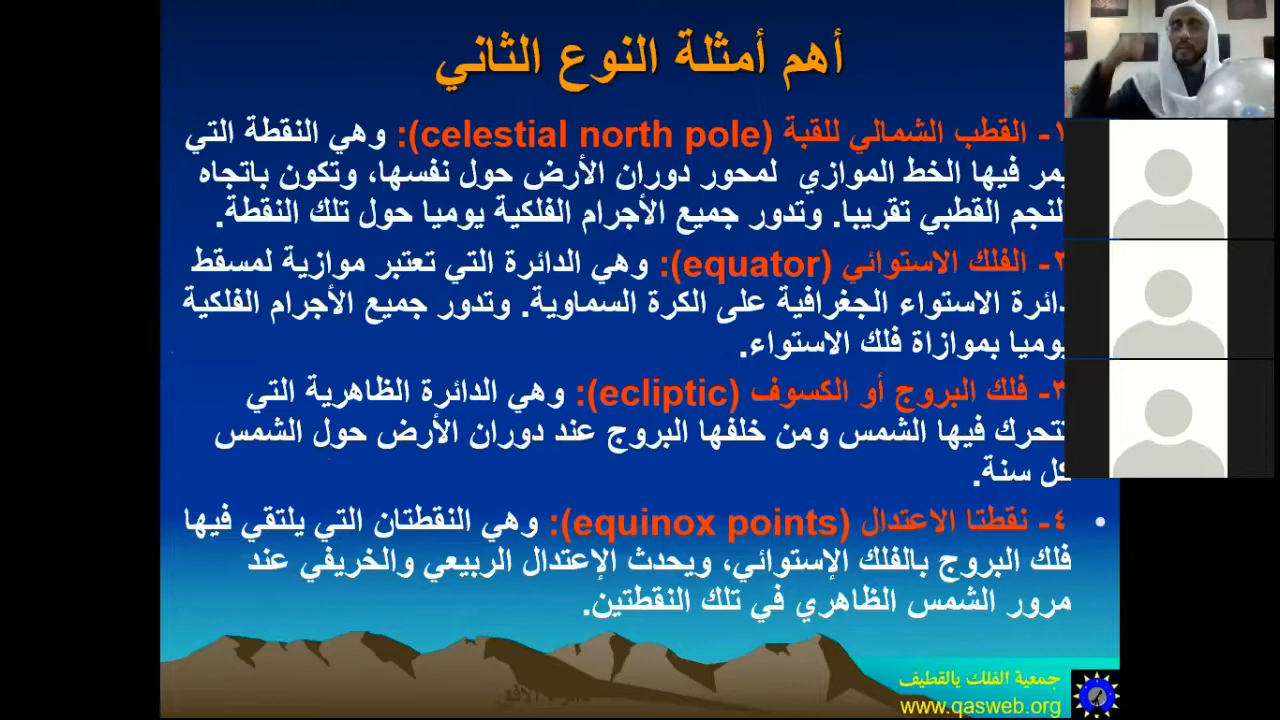 أهم أمثلة النوع الثاني
١- القطب الشمالي للقبة (celestial north pole): وهي النقطة التي
يمر فيها الخط الموازي لمحور دوران الأرض حول نفسها، وتكون باتجاه
النجم القطبي تقريبا. وتدور جميع الأجرام الفلكية يوميا حول تلك النقطة.
٢- الفلك الاستوائي (equator): وهي الدائرة التي تعتبر موازية لمسقط
دائرة الاستواء الجغرافية على الكرة السماوية. وتدور جميع الأجرام الفلكية
يوميا بموازاة فلك الاستواء.
٣- فلك البروج أو الكسوف (ecliptic): وهي الدائرة الظاهرية التي
تتحرك فيها الشمس ومن خلفها البروج عند دوران الأرض حول الشمس
كل سنة.
٤- نقطتا الاعتدال (equinox points): وهي النقطتان التي يلتقي فيها
فلك البروج بالفلك الإستوائي، ويحدث الإعتدال الربيعي والخريفي عند
مرور الشمس الظاهري في تلك النقطتين.
جمعية الفلك بالقطيف
www.qasweb.org